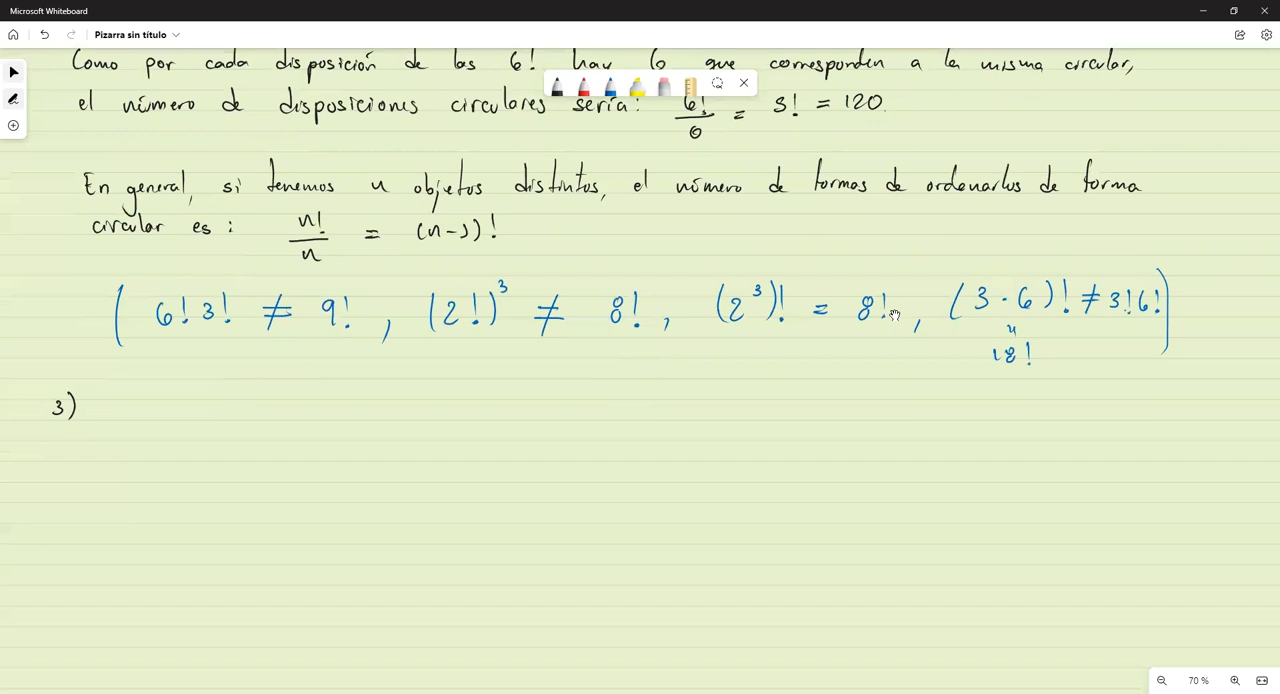 Microsoft Whiteboard
Pizarra sin título
Como por cada disposición de las 6! hay 6 que corresponden a la misma circular,
el número de disposiciones circulares sería: 6!/6 = 5! = 120.
En general, si tenemos n objetos distintos, el número de formas de ordenarlos de forma
circular es : n!/n = (n-1)!
( 6! 3! ≠ 9! , (2!)³ ≠ 8! , (2³)! = 8! , (3·6)! ≠ 3! 6! )
18!
3)
70 %